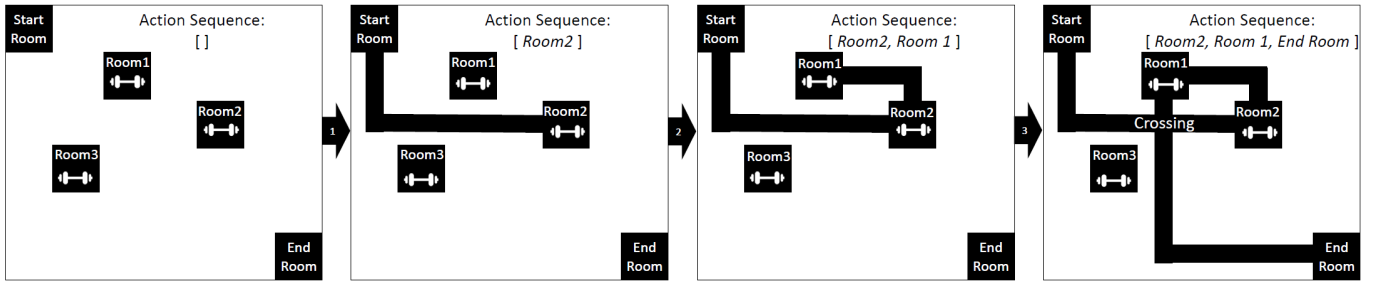 Start
Room
Action Sequence:
[ ]
Room1
Room2
Room3
End
Room
1
Start
Room
Action Sequence:
[ Room2 ]
Room1
Room2
Room3
End
Room
2
Start
Room
Action Sequence:
[ Room2, Room 1 ]
Room1
Room2
Room3
End
Room
3
Start
Room
Action Sequence:
[ Room2, Room 1, End Room ]
Room1
Room2
Crossing
Room3
End
Room